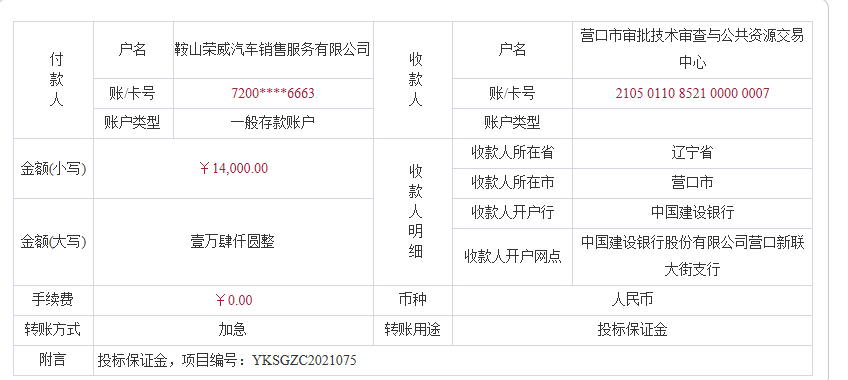 付款人
户名
鞍山荣威汽车销售服务有限公司
收款人
户名
营口市审批技术审查与公共资源交易
中心
账/卡号
7200****6663
账/卡号
2105 0110 8521 0000 0007
账户类型
一般存款账户
账户类型
金额(小写)
￥14,000.00
收款人明细
收款人所在省
辽宁省
收款人所在市
营口市
金额(大写)
壹万肆仟圆整
收款人开户行
中国建设银行
收款人开户网点
中国建设银行股份有限公司营口新联
大街支行
手续费
￥0.00
币种
人民币
转账方式
加急
转账用途
投标保证金
附言
投标保证金，项目编号：YKSGZC2021075